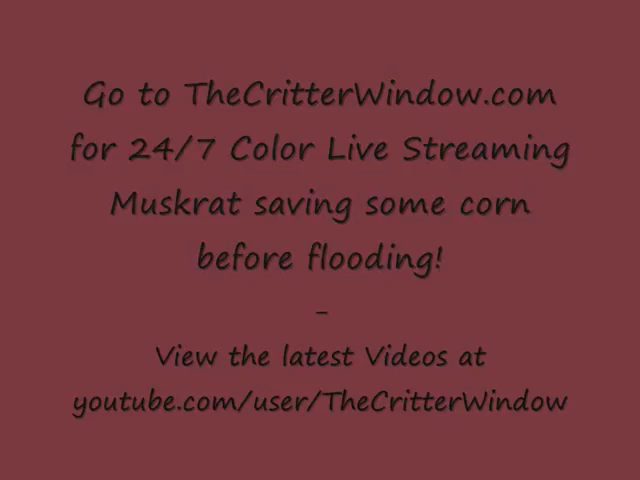 Go to TheCritterWindow.com
for 24/7 Color Live Streaming
Muskrat saving some corn
before flooding!
-
View the latest Videos at
youtube.com/user/TheCritterWindow